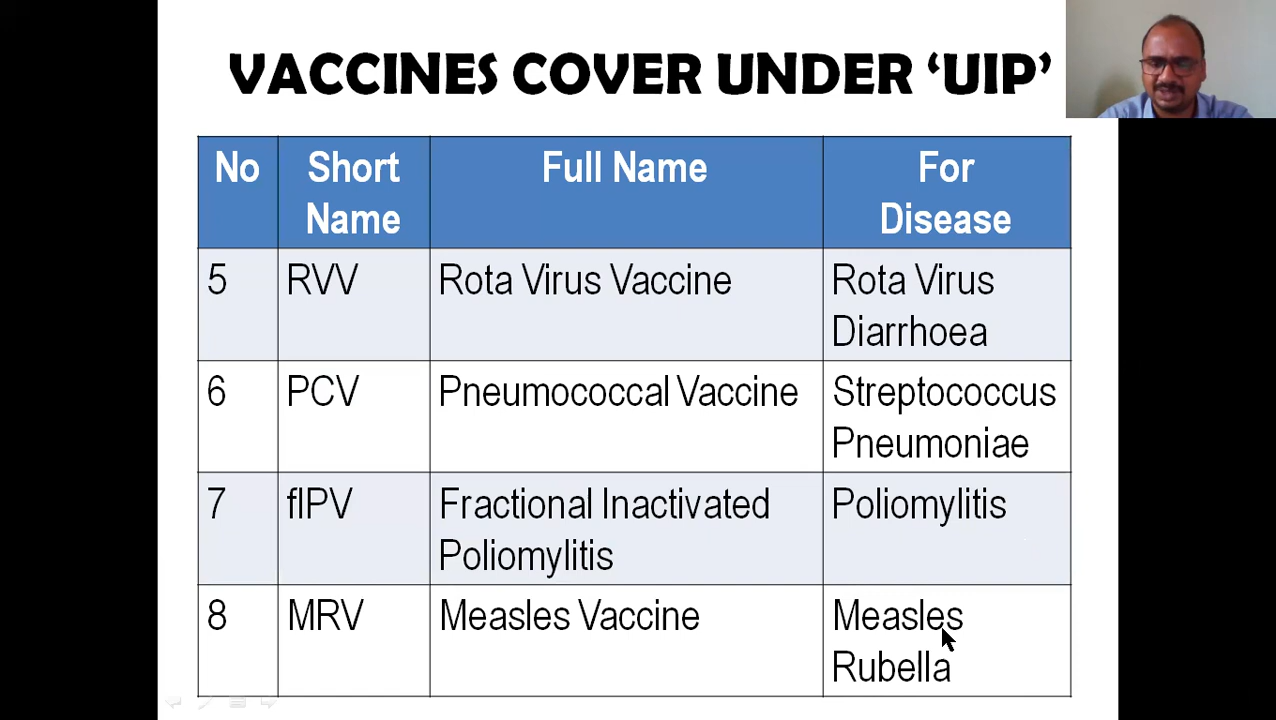 VACCINES COVER UNDER ‘UIP’
No
Short
Name
Full Name
For
Disease
5
RVV
Rota Virus Vaccine
Rota Virus
Diarrhoea
6
PCV
Pneumococcal Vaccine
Streptococcus
Pneumoniae
7
fIPV
Fractional Inactivated
Poliomylitis
Poliomylitis
8
MRV
Measles Vaccine
Measles
Rubella